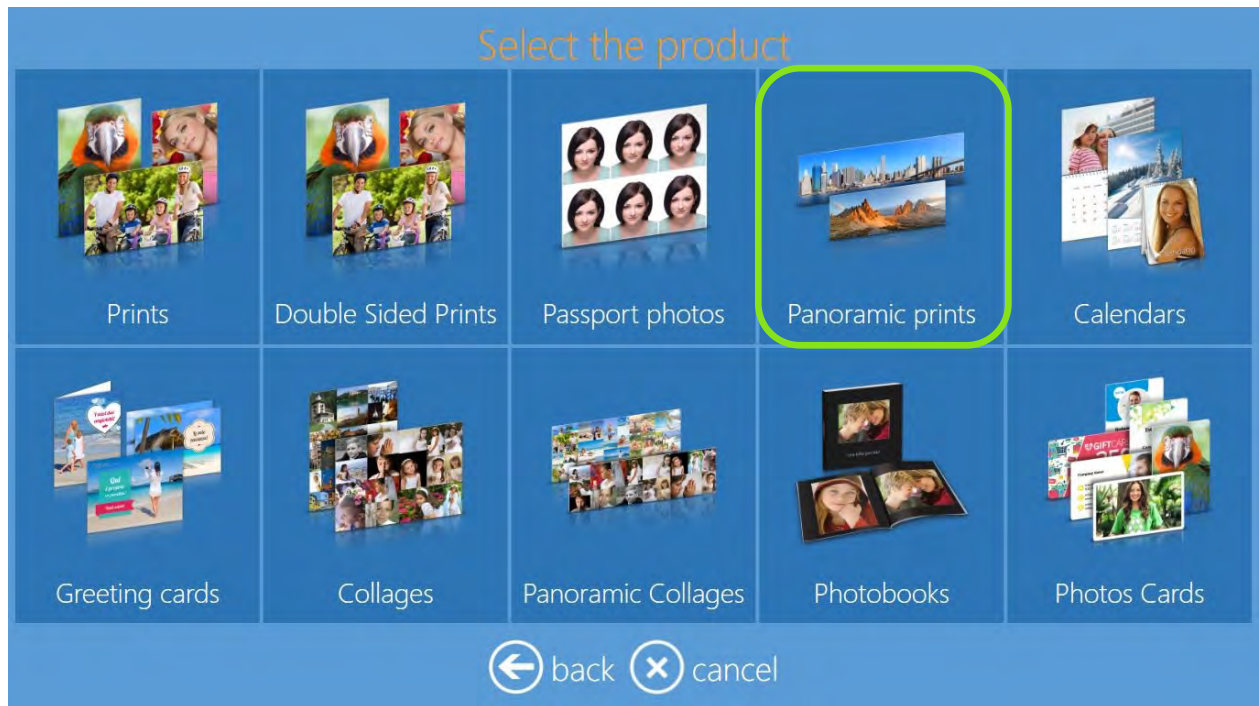 Select the product
Prints
Double Sided Prints
Passport photos
Panoramic prints
Calendars
Greeting cards
Collages
Panoramic Collages
Photobooks
Photos Cards
back
cancel